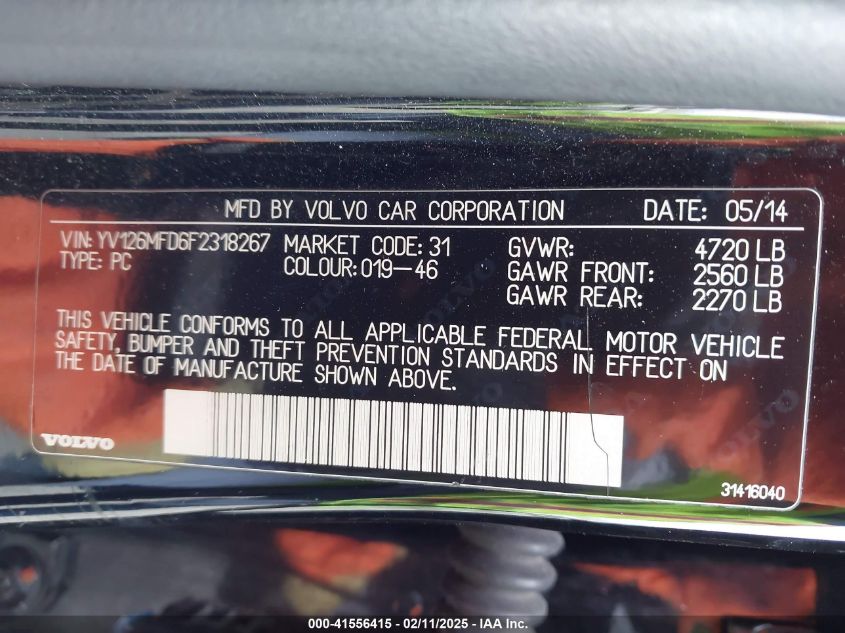 MFD BY VOLVO CAR CORPORATION DATE: 05/14
VIN: YV126MFD6F2318267 MARKET CODE: 31 GVWR: 4720 LB
TYPE: PC COLOUR: 019-46 GAWR FRONT: 2560 LB
GAWR REAR: 2270 LB
THIS VEHICLE CONFORMS TO ALL APPLICABLE FEDERAL MOTOR VEHICLE
SAFETY, BUMPER AND THEFT PREVENTION STANDARDS IN EFFECT ON
THE DATE OF MANUFACTURE SHOWN ABOVE.
VOLVO
31416040
000-41556415 - 02/11/2025 - IAA Inc.